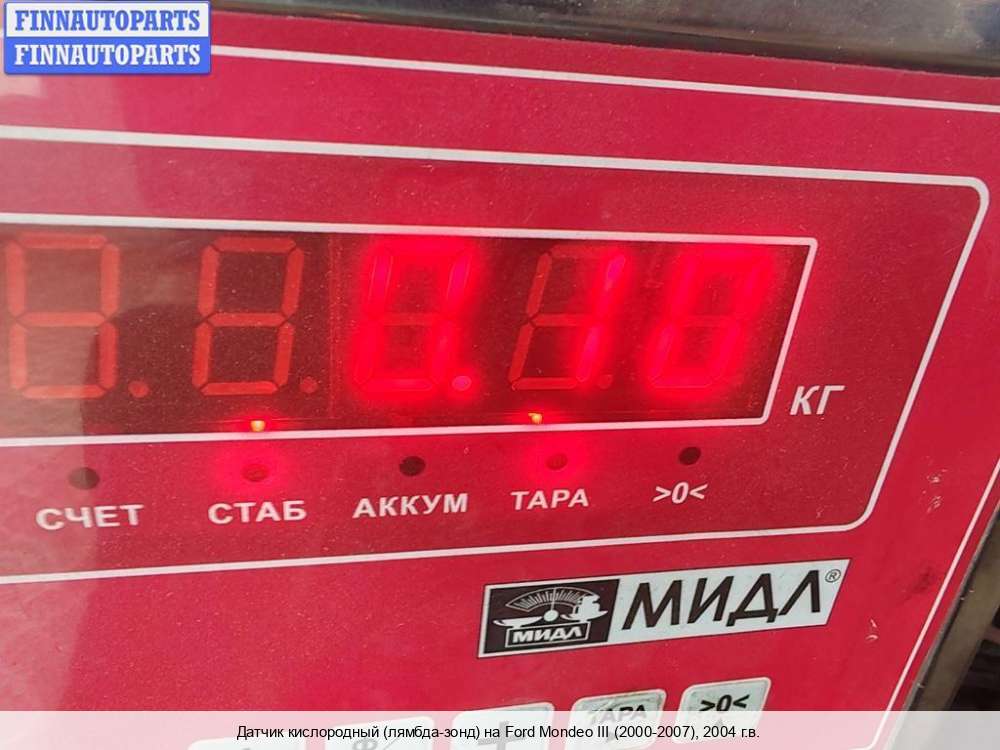 FINNAUTOPARTS
FINNAUTOPARTS
0.10
КГ
СЧЕТ СТАБ АККУМ ТАРА >0<
МИДЛ МИДЛ®
ТАРА >0<
Датчик кислородный (лямбда-зонд) на Ford Mondeo III (2000-2007), 2004 г.в.